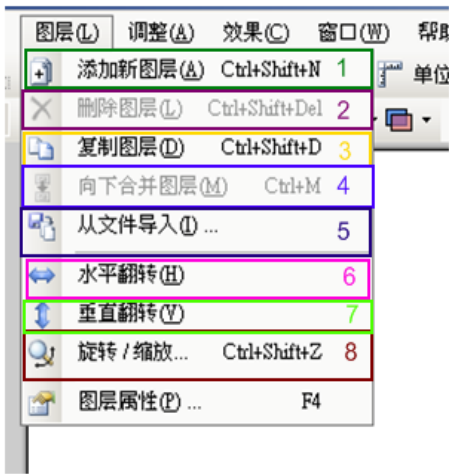 图层(L) 调整(A) 效果(C) 窗口(W) 帮助
添加新图层(A) Ctrl+Shift+N 1 单位
删除图层(L) Ctrl+Shift+Del 2
复制图层(D) Ctrl+Shift+D 3
向下合并图层(M) Ctrl+M 4
从文件导入(I) ... 5
水平翻转(H) 6
垂直翻转(V) 7
旋转 / 缩放... Ctrl+Shift+Z 8
图层属性(P) ... F4